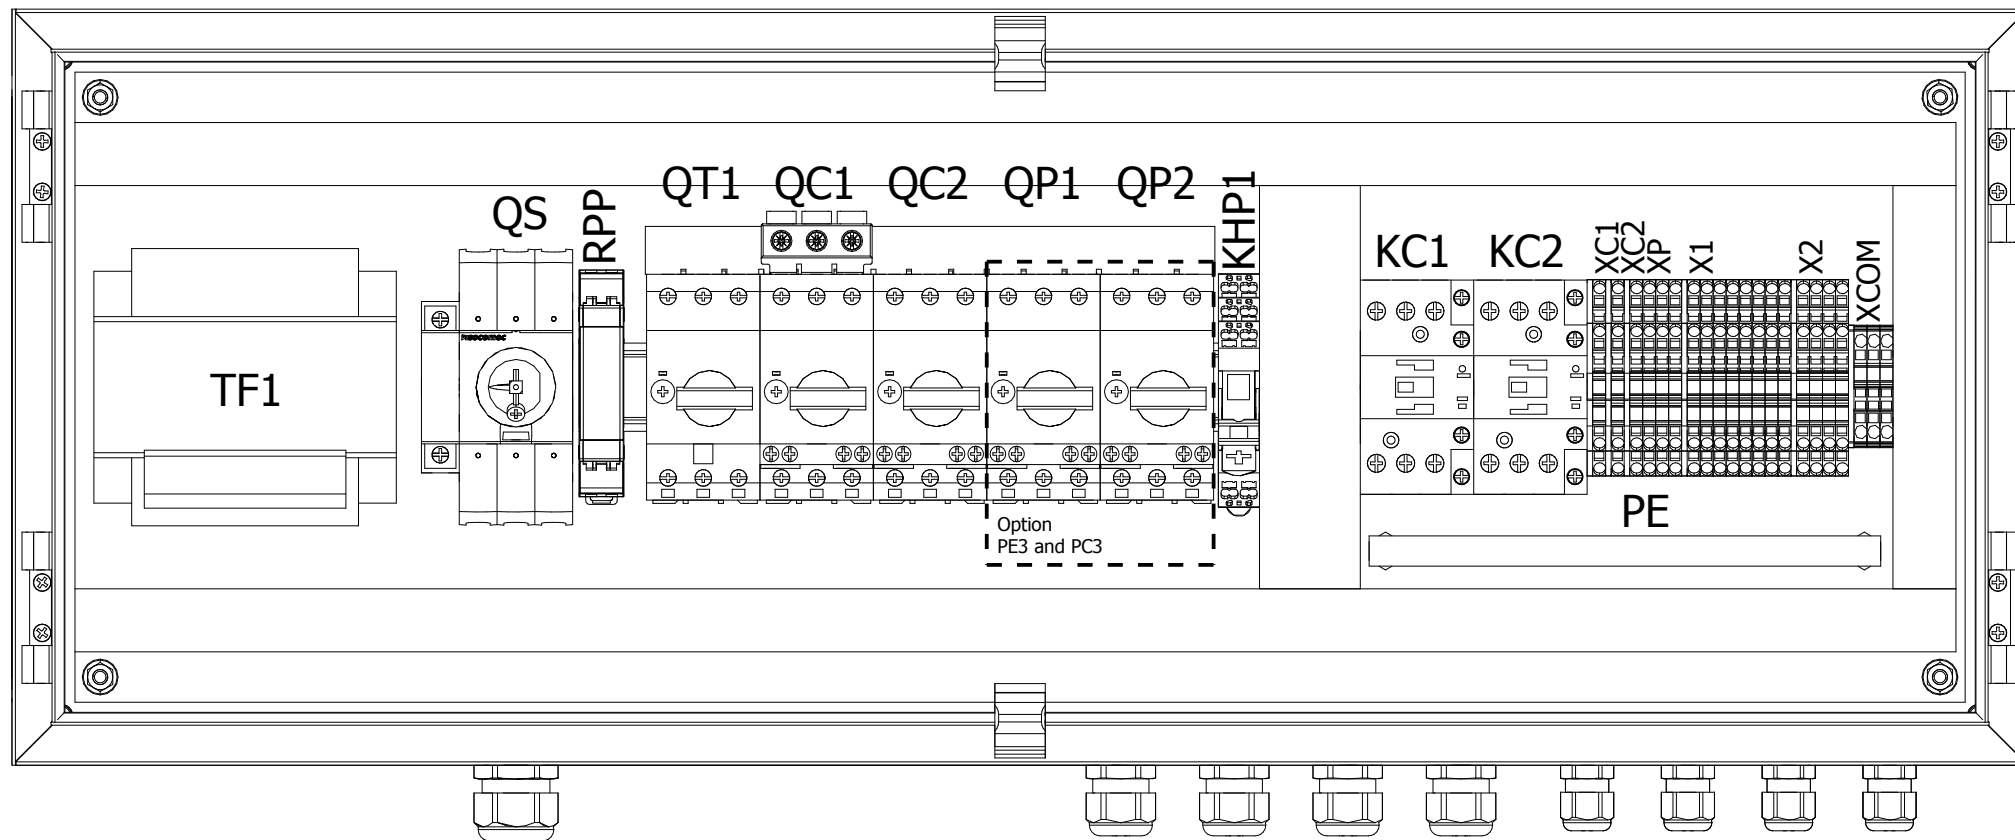 QT1 QC1 QC2 QP1 QP2
QS
RPP
KHP1
KC1 KC2
XC1
XC2
XP
X1
X2
XCOM
TF1
PE
Option
PE3 and PC3